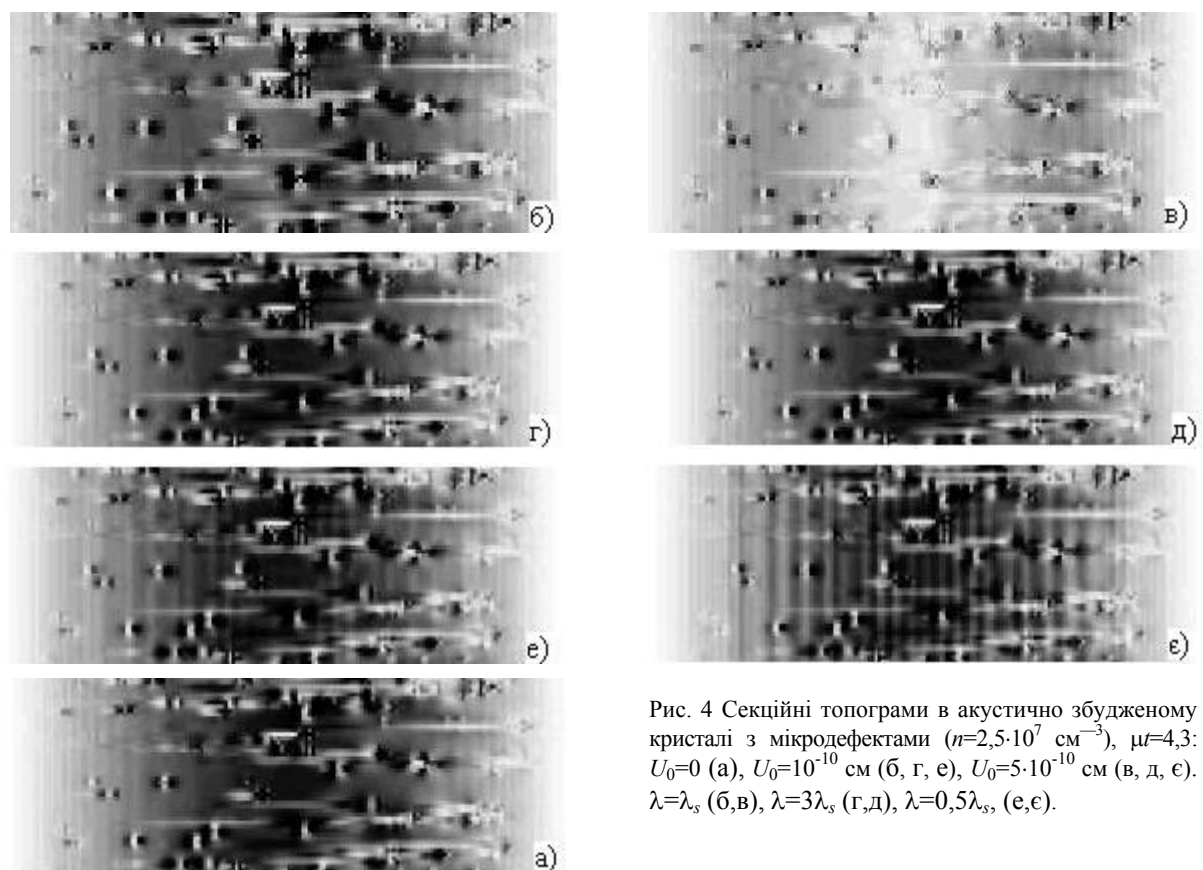 б)
в)
г)
д)
е)
є)
а)
Рис. 4 Секційні топограми в акустично збудженому
кристалі з мікродефектами (n=2,5·10⁷ см⁻³), μt=4,3:
U₀=0 (а), U₀=10⁻¹⁰ см (б, г, е), U₀=5·10⁻¹⁰ см (в, д, є).
λ=λₛ (б,в), λ=3λₛ (г,д), λ=0,5λₛ, (е,є).